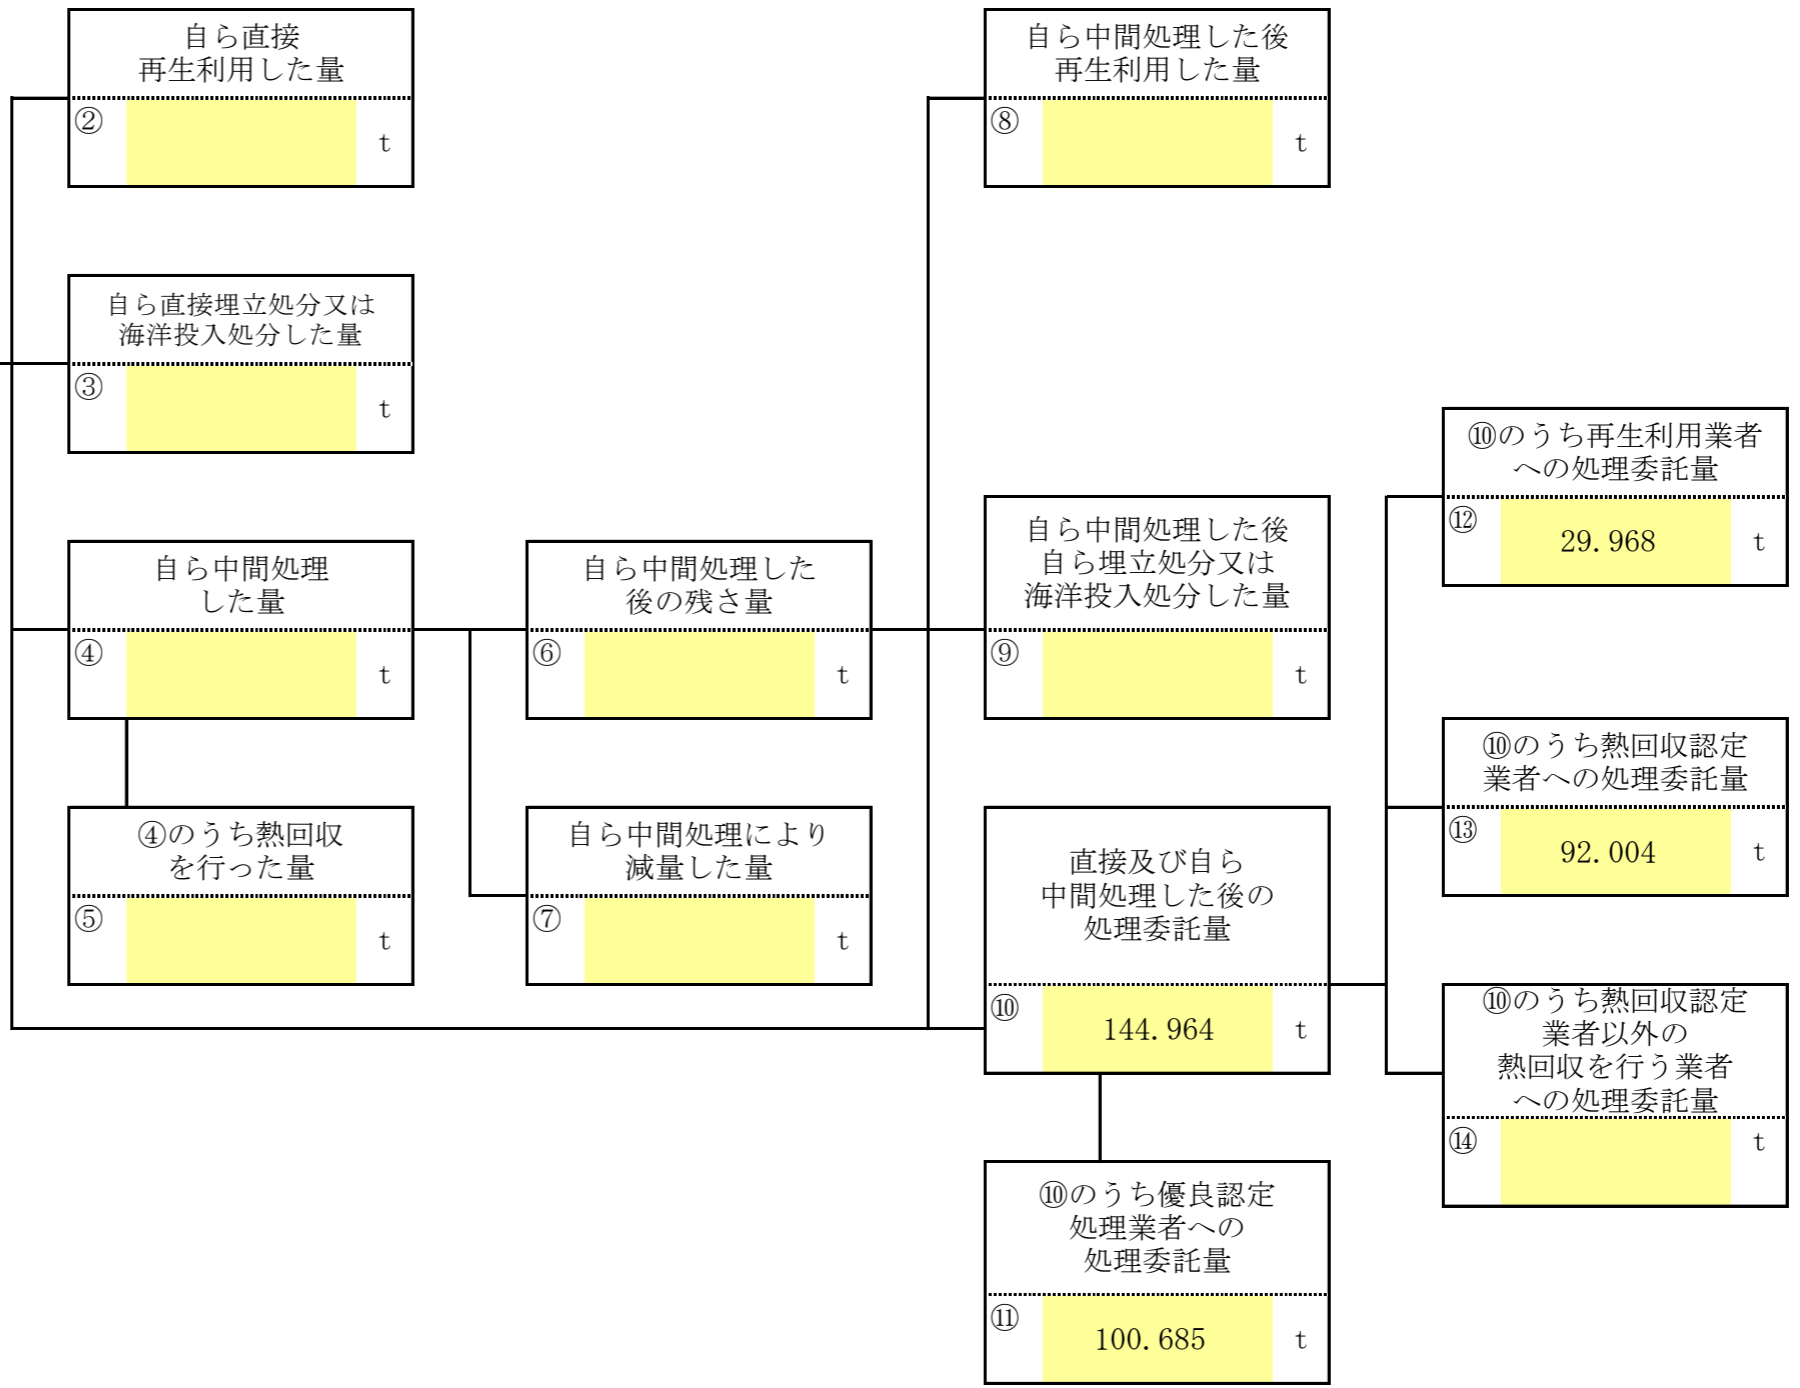 自ら直接
再生利用した量
②
t
自ら中間処理した後
再生利用した量
⑧
t
自ら直接埋立処分又は
海洋投入処分した量
③
t
⑩のうち再生利用業者
への処理委託量
⑫
29.968
t
自ら中間処理
した量
④
t
自ら中間処理した
後の残さ量
⑥
t
自ら中間処理した後
自ら埋立処分又は
海洋投入処分した量
⑨
t
⑩のうち熱回収認定
業者への処理委託量
⑬
92.004
t
④のうち熱回収
を行った量
⑤
t
自ら中間処理により
減量した量
⑦
t
直接及び自ら
中間処理した後の
処理委託量
⑩
144.964
t
⑩のうち熱回収認定
業者以外の
熱回収を行う業者
への処理委託量
⑭
t
⑩のうち優良認定
処理業者への
処理委託量
⑪
100.685
t